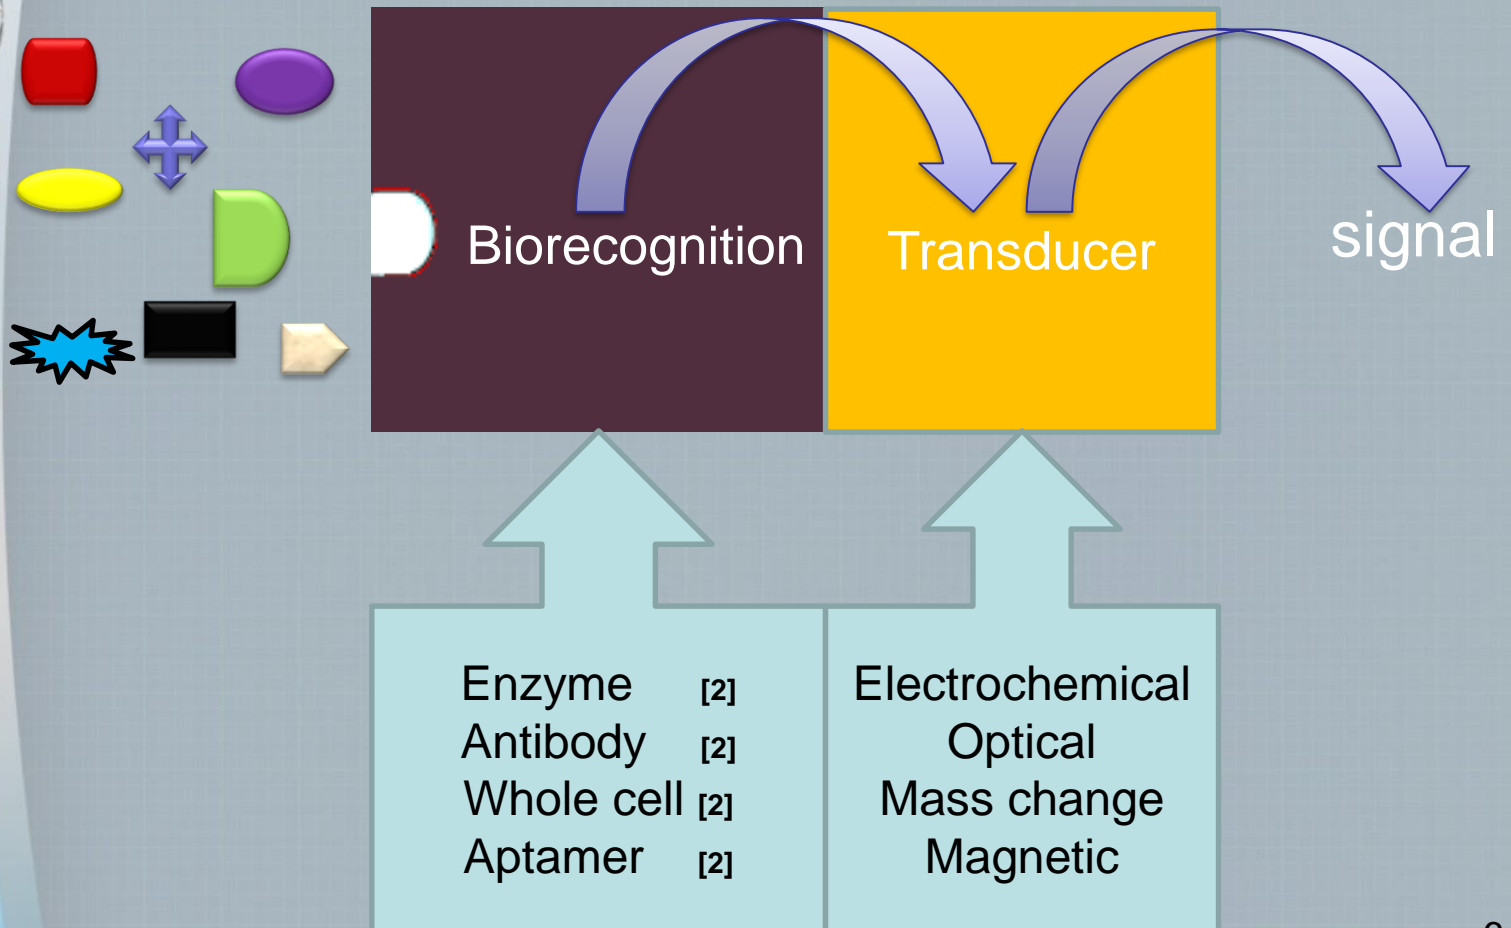 Biorecognition
Transducer
signal
Enzyme [2]
Antibody [2]
Whole cell [2]
Aptamer [2]
Electrochemical
Optical
Mass change
Magnetic